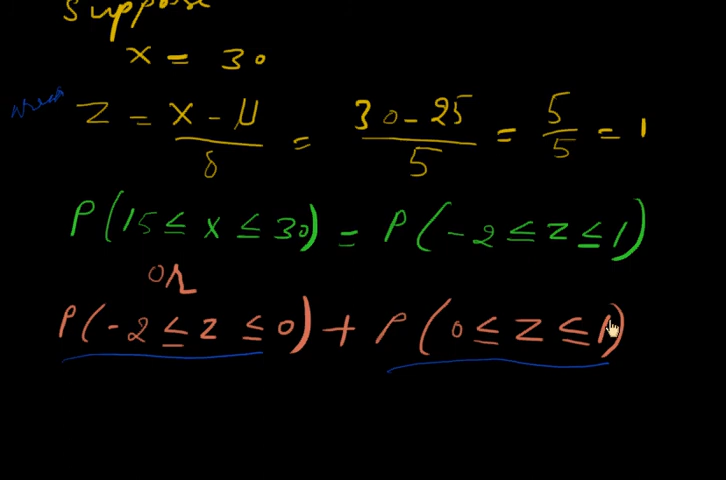 Suppose
x = 30
Z = x - μ / δ = 30 - 25 / 5 = 5 / 5 = 1
P(15 ≤ x ≤ 30) = P(-2 ≤ z ≤ 1)
OR
P(-2 ≤ z ≤ 0) + P(0 ≤ z ≤ 1)